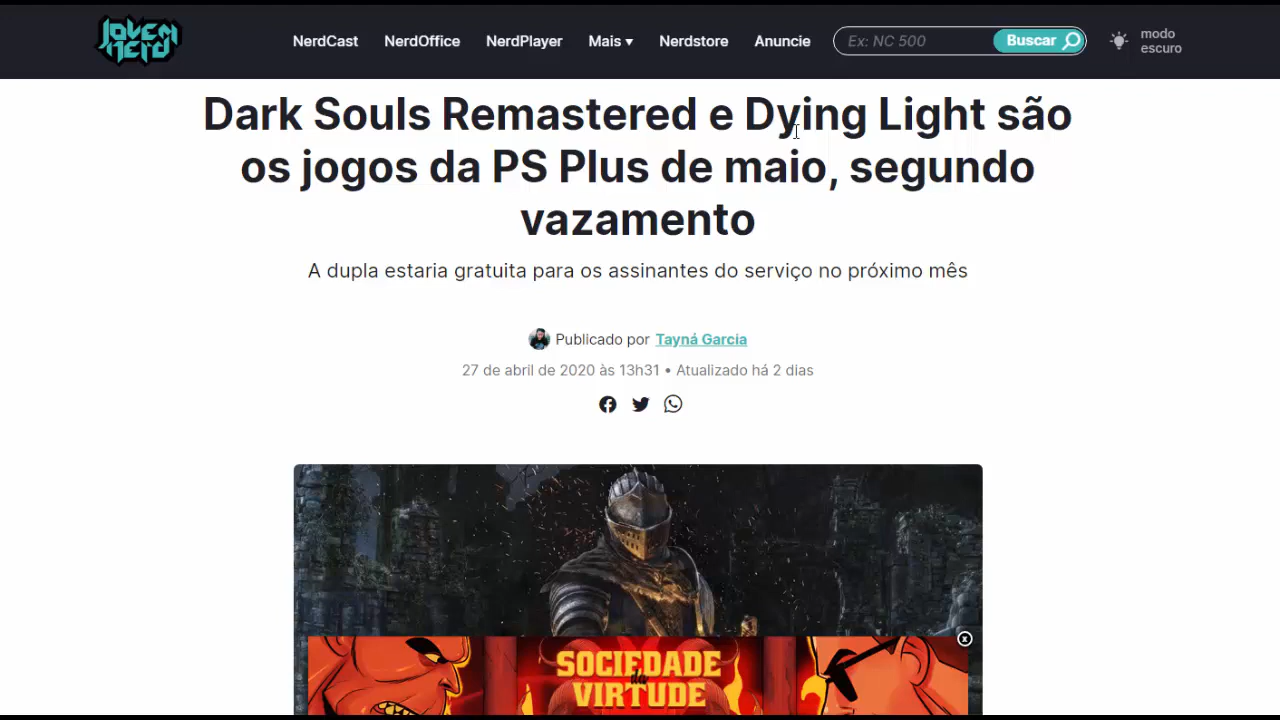 JOVEM
NERD
NerdCast NerdOffice NerdPlayer Mais ▾ Nerdstore Anuncie Ex: NC 500 Buscar modo
escuro
Dark Souls Remastered e Dying Light são
os jogos da PS Plus de maio, segundo
vazamento
A dupla estaria gratuita para os assinantes do serviço no próximo mês
Publicado por Tayná Garcia
27 de abril de 2020 às 13h31 • Atualizado há 2 dias
SOCIEDADE
da
VIRTUDE